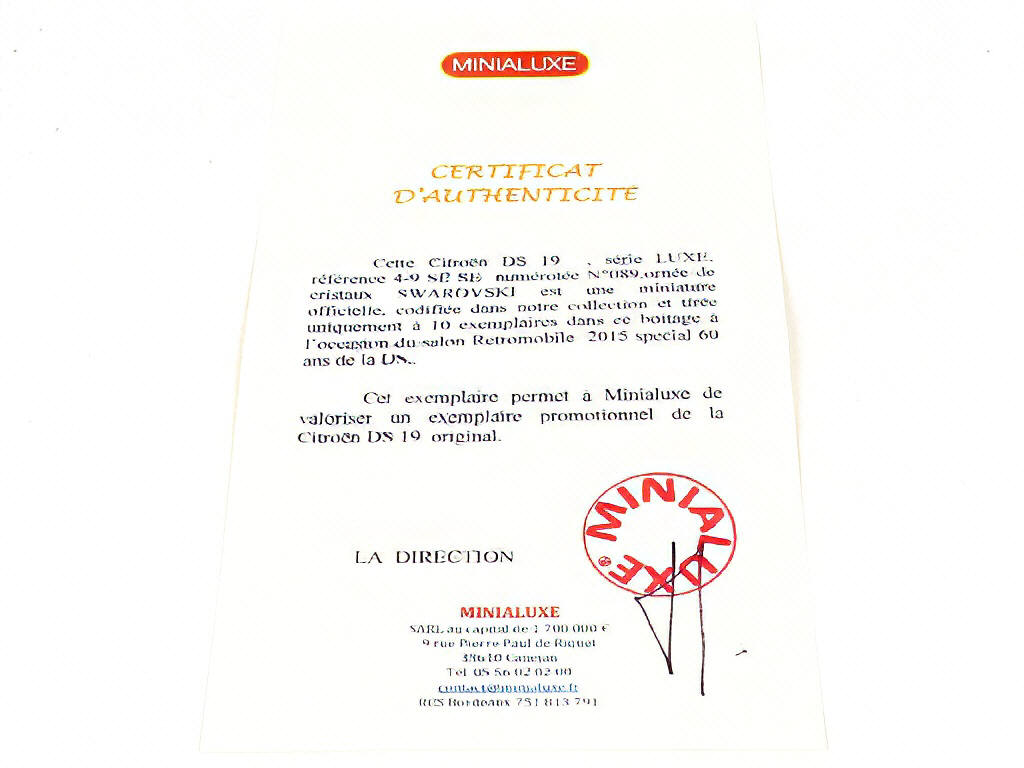 MINIALUXE
CERTIFICAT
D'AUTHENTICITÉ
Cette Citroën DS 19 , série LUXE,
référence 4-9 SP SE numérotée N°089,ornée de
cristaux SWAROVSKI est une miniature
officielle, codifiée dans notre collection et tirée
uniquement à 10 exemplaires dans ce boitage à
l'occasion du salon Retromobile 2015 special 60
ans de la DS..
Cet exemplaire permet à Minialuxe de
valoriser un exemplaire promotionnel de la
Citroën DS 19 original.
MINIALUXE
LA DIRECTION
MINIALUXE
SARL au capital de 1 700 000 €
9 rue Pierre Paul de Riquet
33610 Canejan
Tél 05 56 02 02 00
contact@minialuxe.fr
RCS Bordeaux 751 813 791